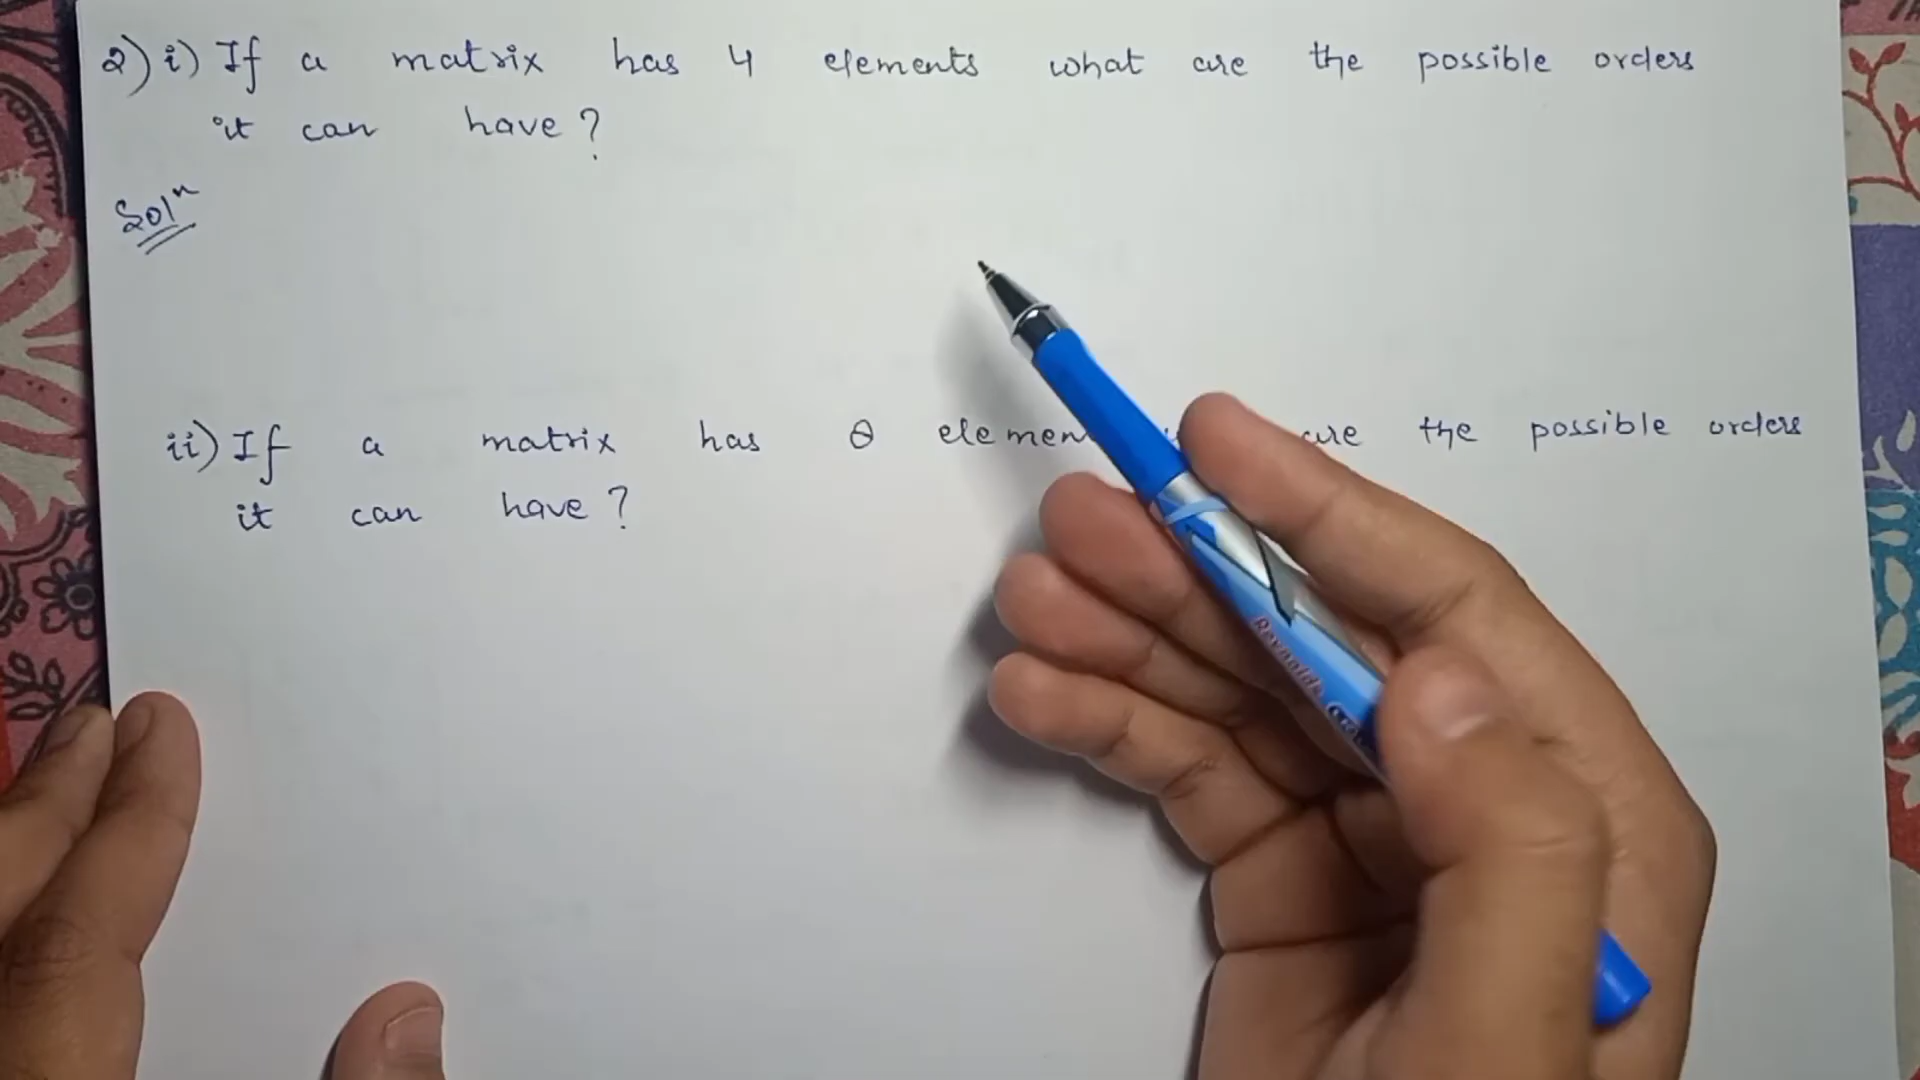 2) i) If a matrix has 4 elements what are the possible orders
it can have?
Solⁿ
ii) If a matrix has 8 are the possible orders
it can have?
Reynolds